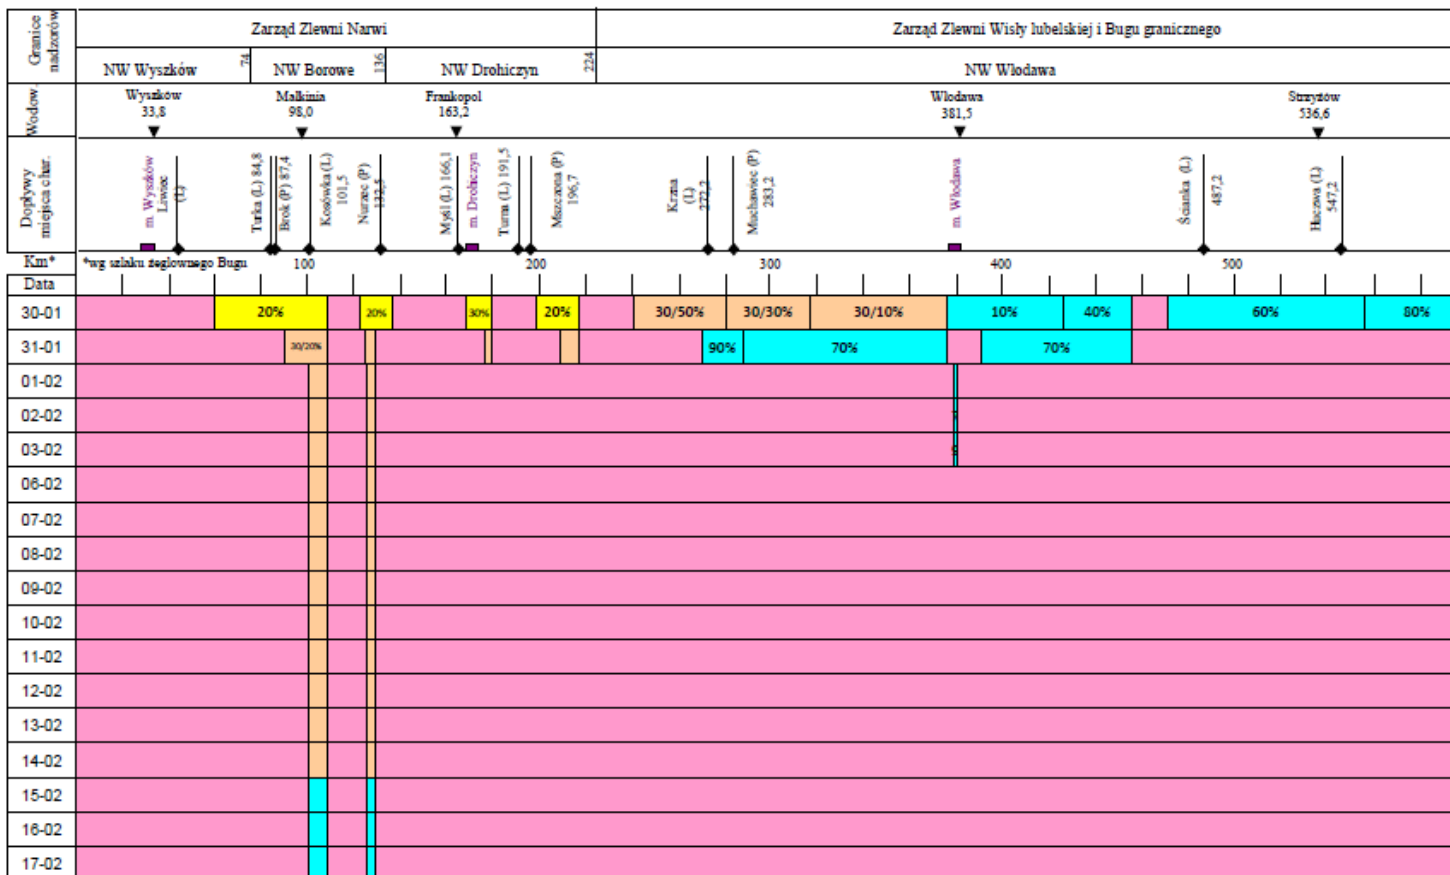 Granice nadzorów
Zarząd Zlewni Narwi
Zarząd Zlewni Wisły lubelskiej i Bugu granicznego
NW Wyszków
74
NW Borowe
136
NW Drohiczyn
224
NW Włodawa
Wodow.
Wyszków
33,8
Małkinia
98,0
Frankopol
163,2
Włodawa
381,5
Strzyżów
536,6
Dopływy
miejsca char.
m. Wyszków
Liwiec
(L)
Turka (L) 84,8
Brok (P) 87,4
Kosówka (L)
101,5
Nurzec (P)
132,5
Myśl (L) 166,1
m. Drohiczyn
Turna (L) 191,5
Mszczona (P)
196,7
Krzna
(L)
272,2
Muchawiec (P)
283,2
m. Włodawa
Ścianka (L)
487,2
Huczwa (L)
547,2
Km*
*wg szlaku żeglownego Bugu
100
200
300
400
500
Data
30-01
20%
20%
30%
20%
30/50%
30/30%
30/10%
10%
40%
60%
80%
31-01
30/20%
90%
70%
70%
01-02
02-02
03-02
06-02
07-02
08-02
09-02
10-02
11-02
12-02
13-02
14-02
15-02
16-02
17-02